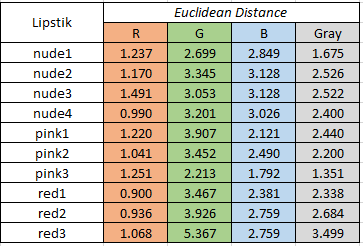 Lipstik Euclidean Distance
R G B Gray
nude1 1.237 2.699 2.849 1.675
nude2 1.170 3.345 3.128 2.526
nude3 1.491 3.053 3.128 2.522
nude4 0.990 3.201 3.026 2.400
pink1 1.220 3.907 2.121 2.440
pink2 1.041 3.452 2.490 2.200
pink3 1.251 2.213 1.792 1.351
red1 0.900 3.467 2.381 2.338
red2 0.936 3.926 2.759 2.684
red3 1.068 5.367 2.759 3.499